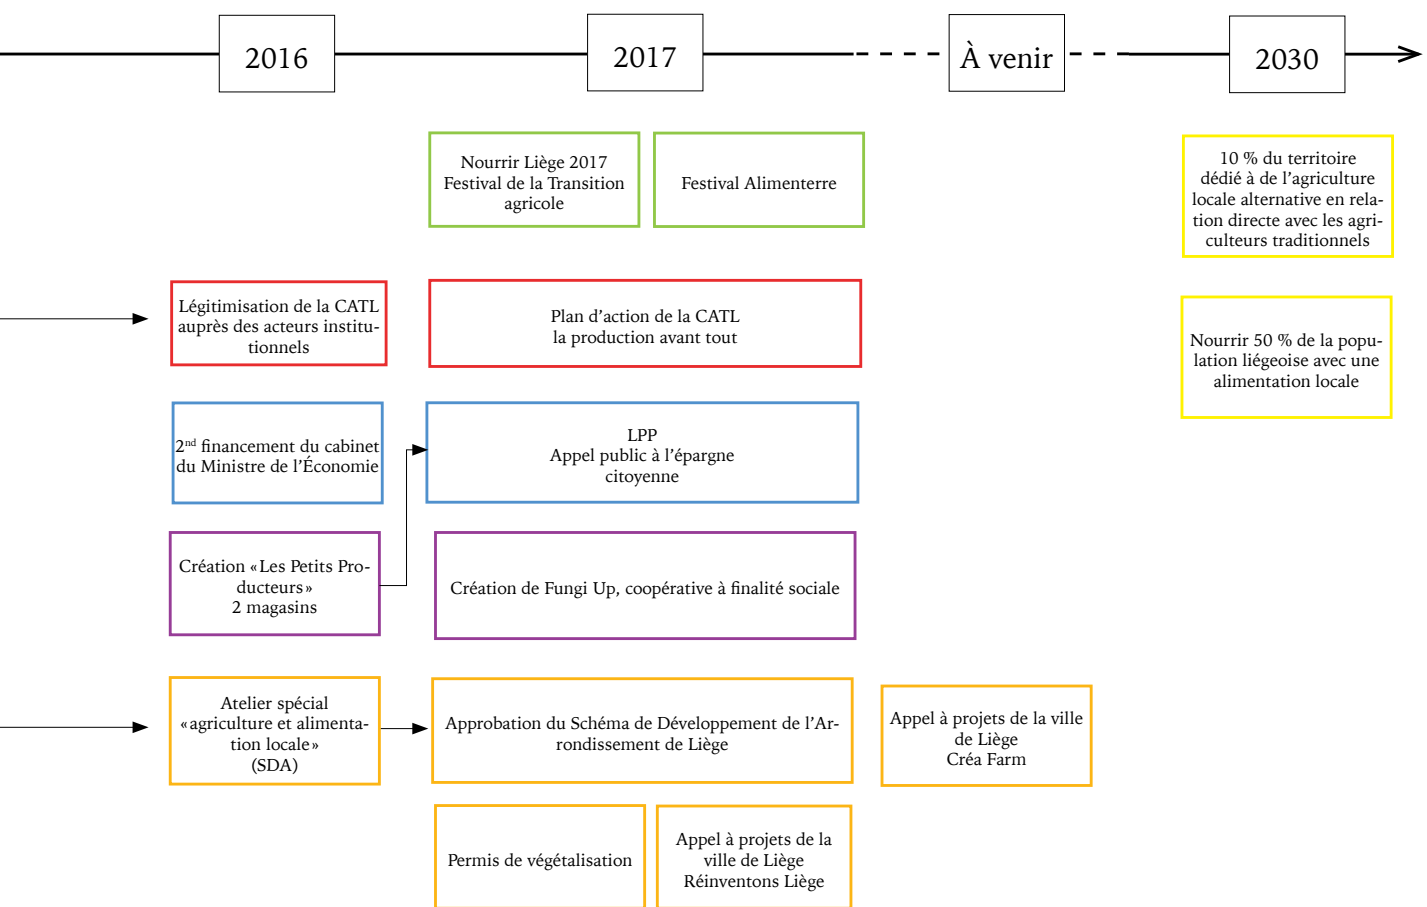 2016
2017
À venir
2030
Nourrir Liège 2017
Festival de la Transition
agricole
Festival Alimenterre
10 % du territoire
dédié à de l'agriculture
locale alternative en rela-
tion directe avec les agri-
culteurs traditionnels
Légitimisation de la CATL
auprès des acteurs institu-
tionnels
Plan d'action de la CATL
la production avant tout
Nourrir 50 % de la popu-
lation liégeoise avec une
alimentation locale
2nd financement du cabinet
du Ministre de l'Économie
LPP
Appel public à l'épargne
citoyenne
Création «Les Petits Pro-
ducteurs»
2 magasins
Création de Fungi Up, coopérative à finalité sociale
Atelier spécial
«agriculture et alimenta-
tion locale»
(SDA)
Approbation du Schéma de Développement de l'Ar-
rondissement de Liège
Appel à projets de la ville
de Liège
Créa Farm
Permis de végétalisation
Appel à projets de la
ville de Liège
Réinventons Liège